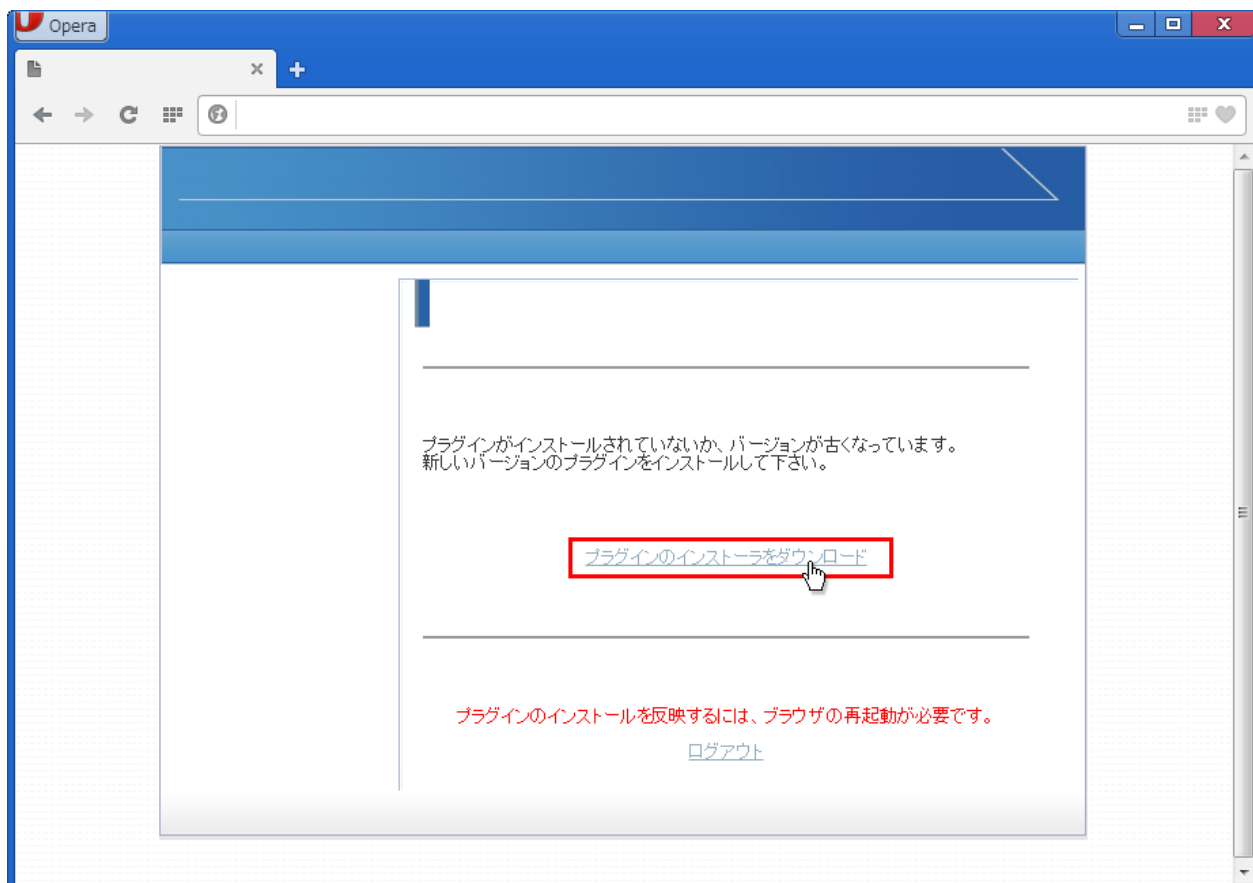 Opera
プラグインがインストールされていないか、バージョンが古くなっています。
新しいバージョンのプラグインをインストールして下さい。
プラグインのインストーラをダウンロード
プラグインのインストールを反映するには、ブラウザの再起動が必要です。
ログアウト